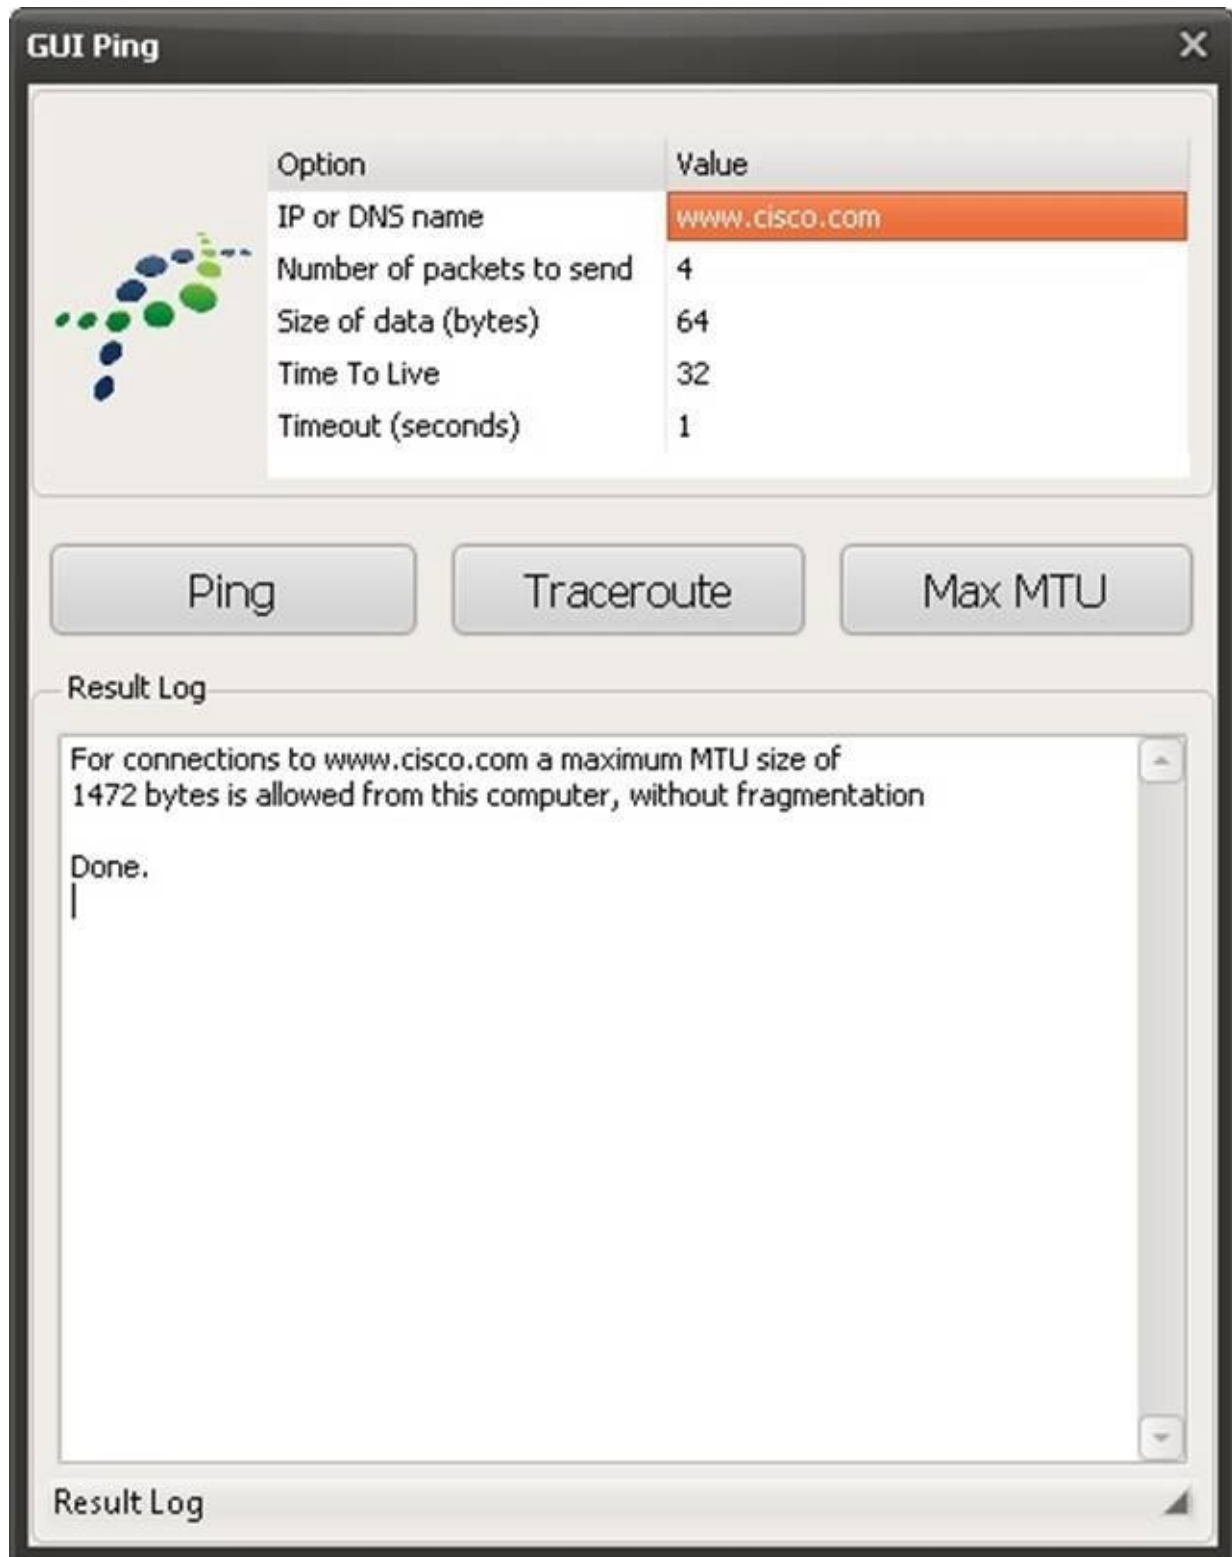 GUI Ping
Option Value
IP or DNS name www.cisco.com
Number of packets to send 4
Size of data (bytes) 64
Time To Live 32
Timeout (seconds) 1
Ping Traceroute Max MTU
Result Log
For connections to www.cisco.com a maximum MTU size of
1472 bytes is allowed from this computer, without fragmentation
Done.
Result Log